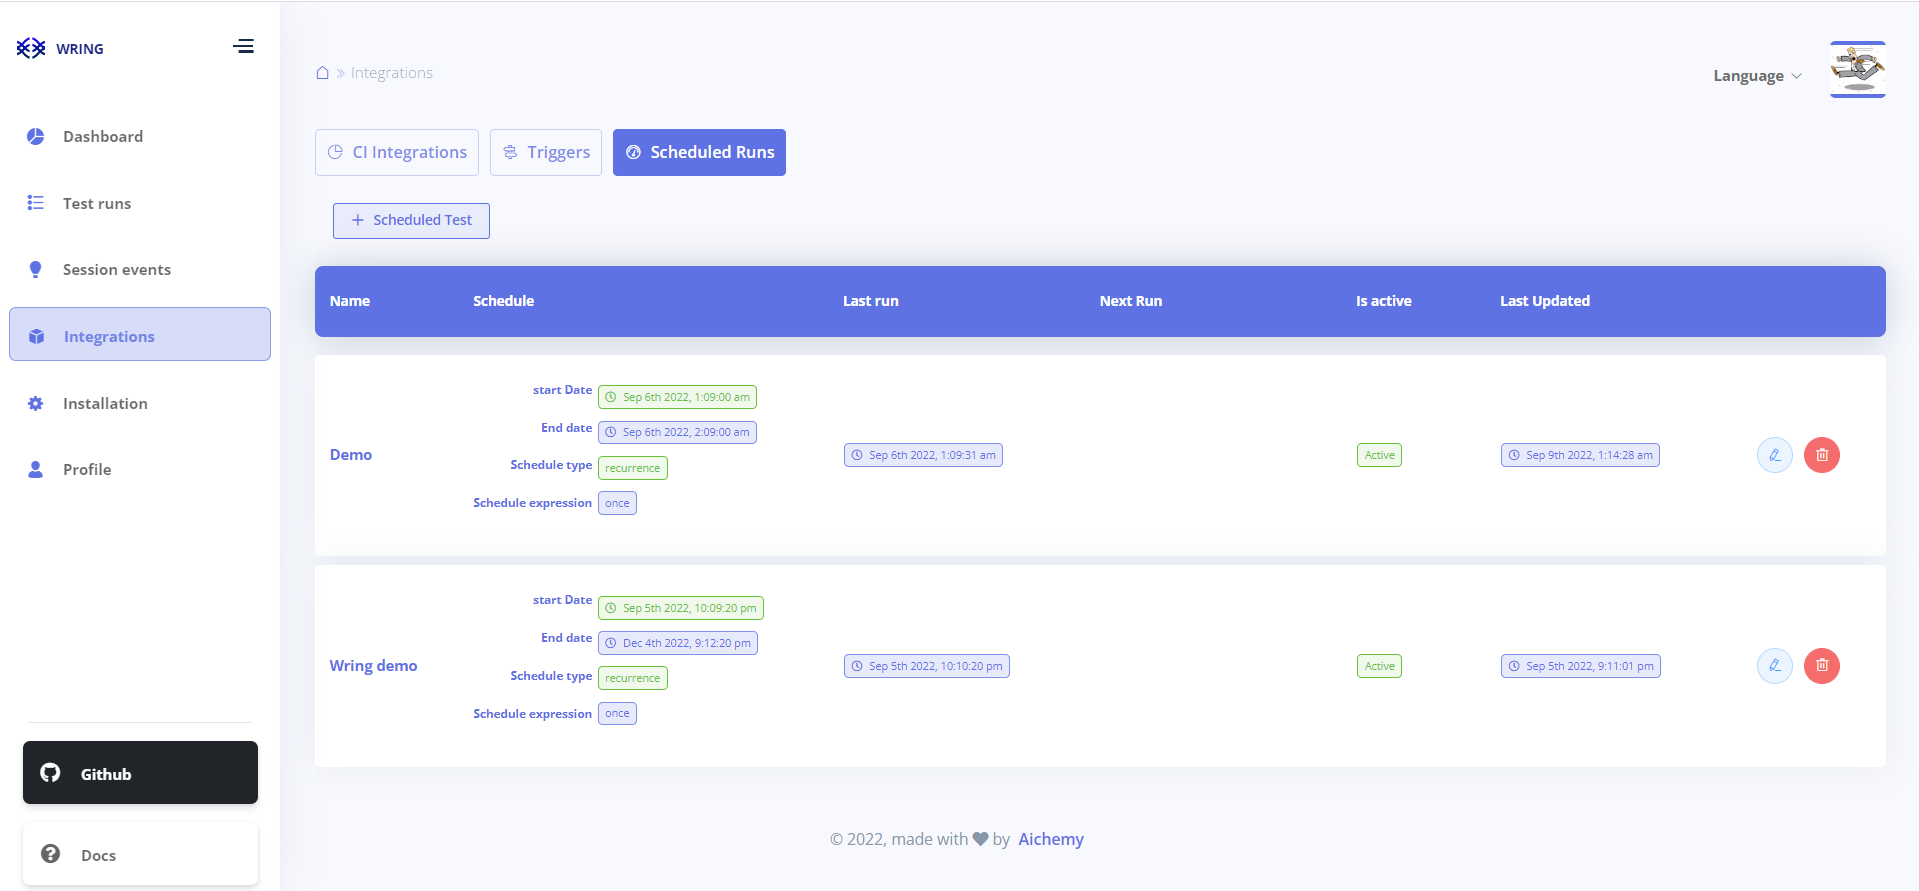 WRING
Dashboard
Test runs
Session events
Integrations
Installation
Profile
Github
Docs
Integrations
Language
CI Integrations
Triggers
Scheduled Runs
Scheduled Test
Name Schedule Last run Next Run Is active Last Updated
start Date Sep 6th 2022, 1:09:00 am
End date Sep 6th 2022, 2:09:00 am
Schedule type recurrence
Schedule expression once
Demo
Sep 6th 2022, 1:09:31 am
Active
Sep 9th 2022, 1:14:28 am
start Date Sep 5th 2022, 10:09:20 pm
End date Dec 4th 2022, 9:12:20 pm
Schedule type recurrence
Schedule expression once
Wring demo
Sep 5th 2022, 10:10:20 pm
Active
Sep 5th 2022, 9:11:01 pm
© 2022, made with ♥ by Aichemy